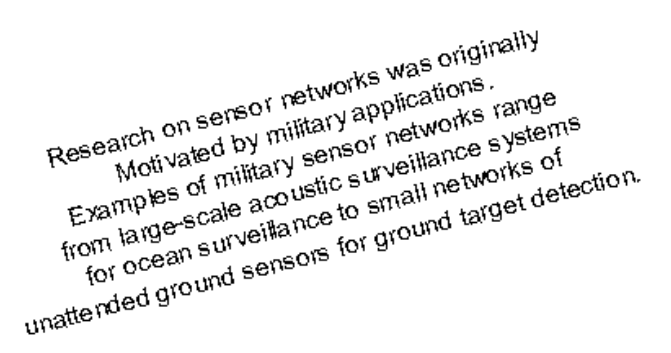 Research on sensor networks was originally
Motivated by military applications.
Examples of military sensor networks range
from large-scale acoustic surveillance systems
for ocean surveillance to small networks of
unattended ground sensors for ground target detection.